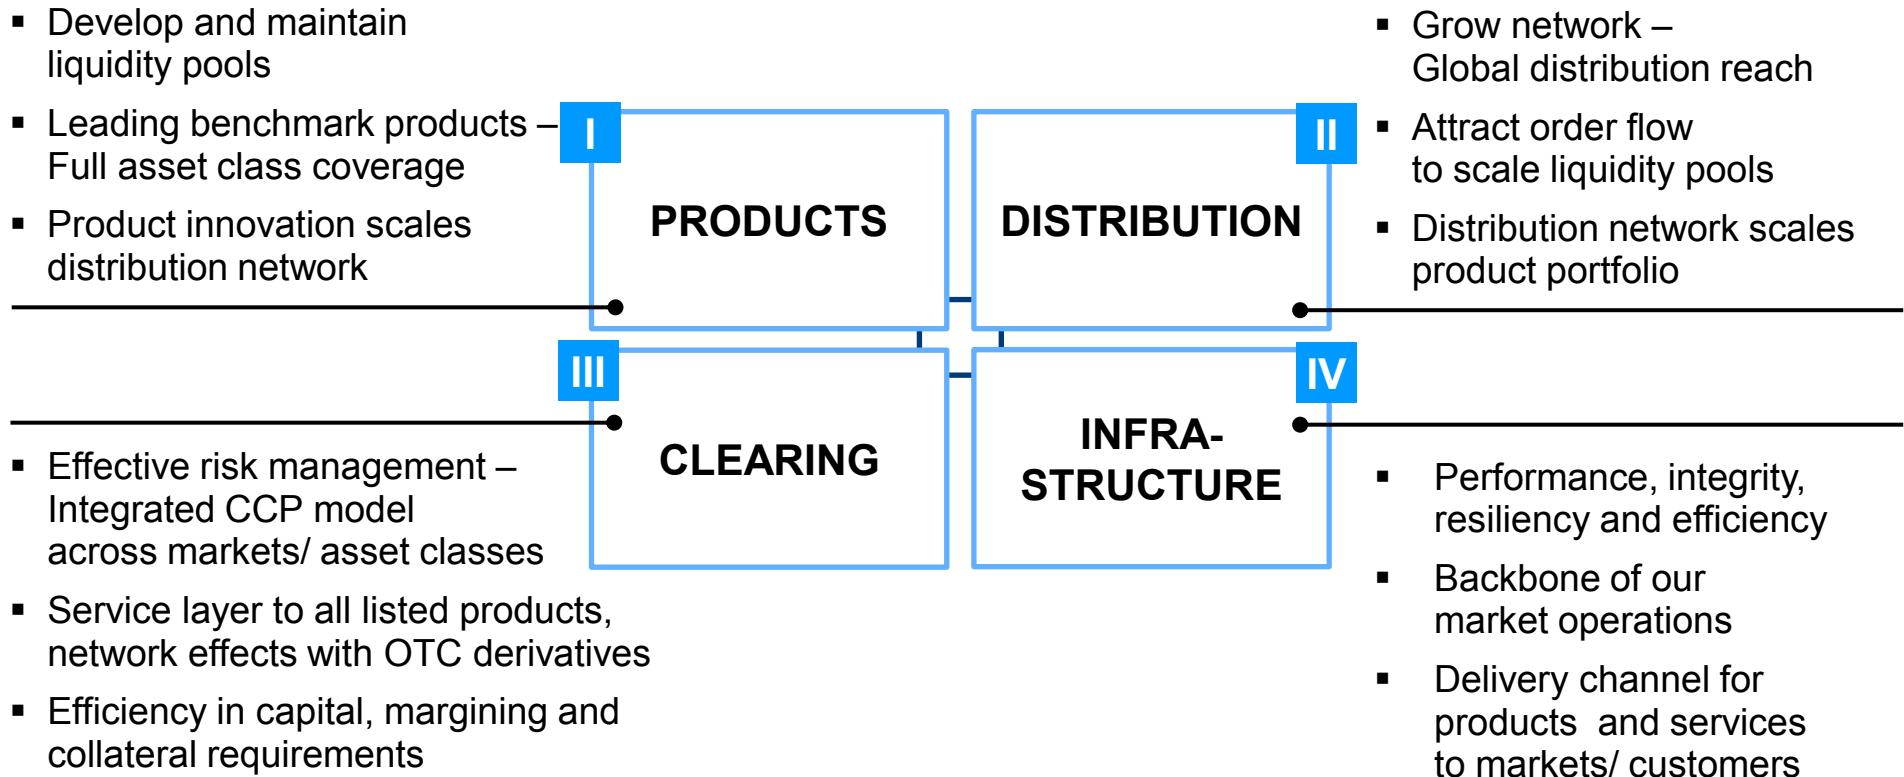 ▪ Develop and maintain
liquidity pools
▪ Leading benchmark products –
Full asset class coverage
▪ Product innovation scales
distribution network
I
PRODUCTS
▪ Grow network –
Global distribution reach
▪ Attract order flow
to scale liquidity pools
▪ Distribution network scales
product portfolio
II
DISTRIBUTION
III
CLEARING
▪ Effective risk management –
Integrated CCP model
across markets/ asset classes
▪ Service layer to all listed products,
network effects with OTC derivatives
▪ Efficiency in capital, margining and
collateral requirements
IV
INFRA-
STRUCTURE
▪ Performance, integrity,
resiliency and efficiency
▪ Backbone of our
market operations
▪ Delivery channel for
products  and services
to markets/ customers